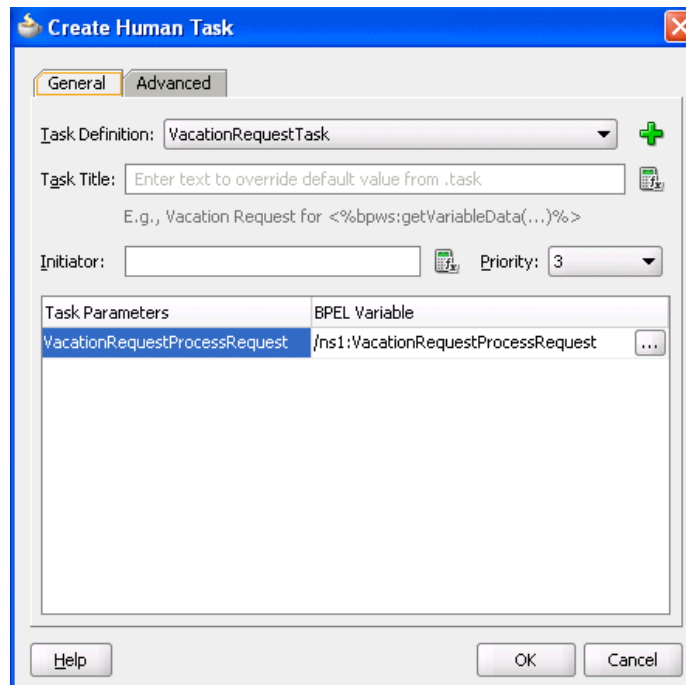 Create Human Task
General Advanced
Task Definition: VacationRequestTask
Task Title: Enter text to override default value from .task
E.g., Vacation Request for <%bpws:getVariableData(...)%>
Initiator: Priority: 3
Task Parameters BPEL Variable
VacationRequestProcessRequest /ns1:VacationRequestProcessRequest ...
Help OK Cancel